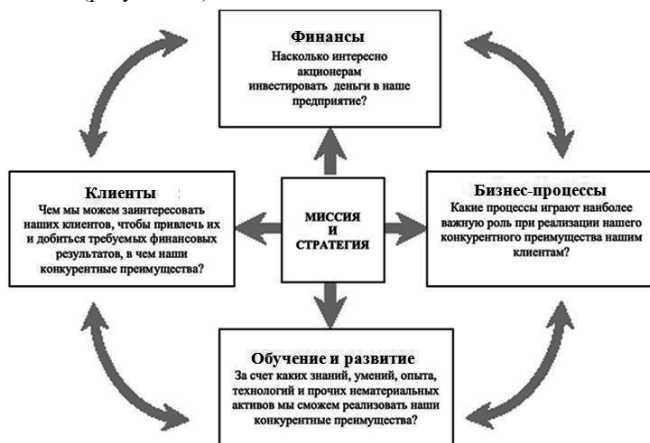 Финансы
Насколько интересно
акционерам
инвестировать деньги в наше
предприятие?
Клиенты
Чем мы можем заинтересовать
наших клиентов, чтобы привлечь их
и добиться требуемых финансовых
результатов, в чем наши
конкурентные преимущества?
МИССИЯ
И
СТРАТЕГИЯ
Бизнес-процессы
Какие процессы играют наиболее
важную роль при реализации нашего
конкурентного преимущества нашим
клиентам?
Обучение и развитие
За счет каких знаний, умений, опыта,
технологий и прочих нематериальных
активов мы сможем реализовать наши
конкурентные преимущества?